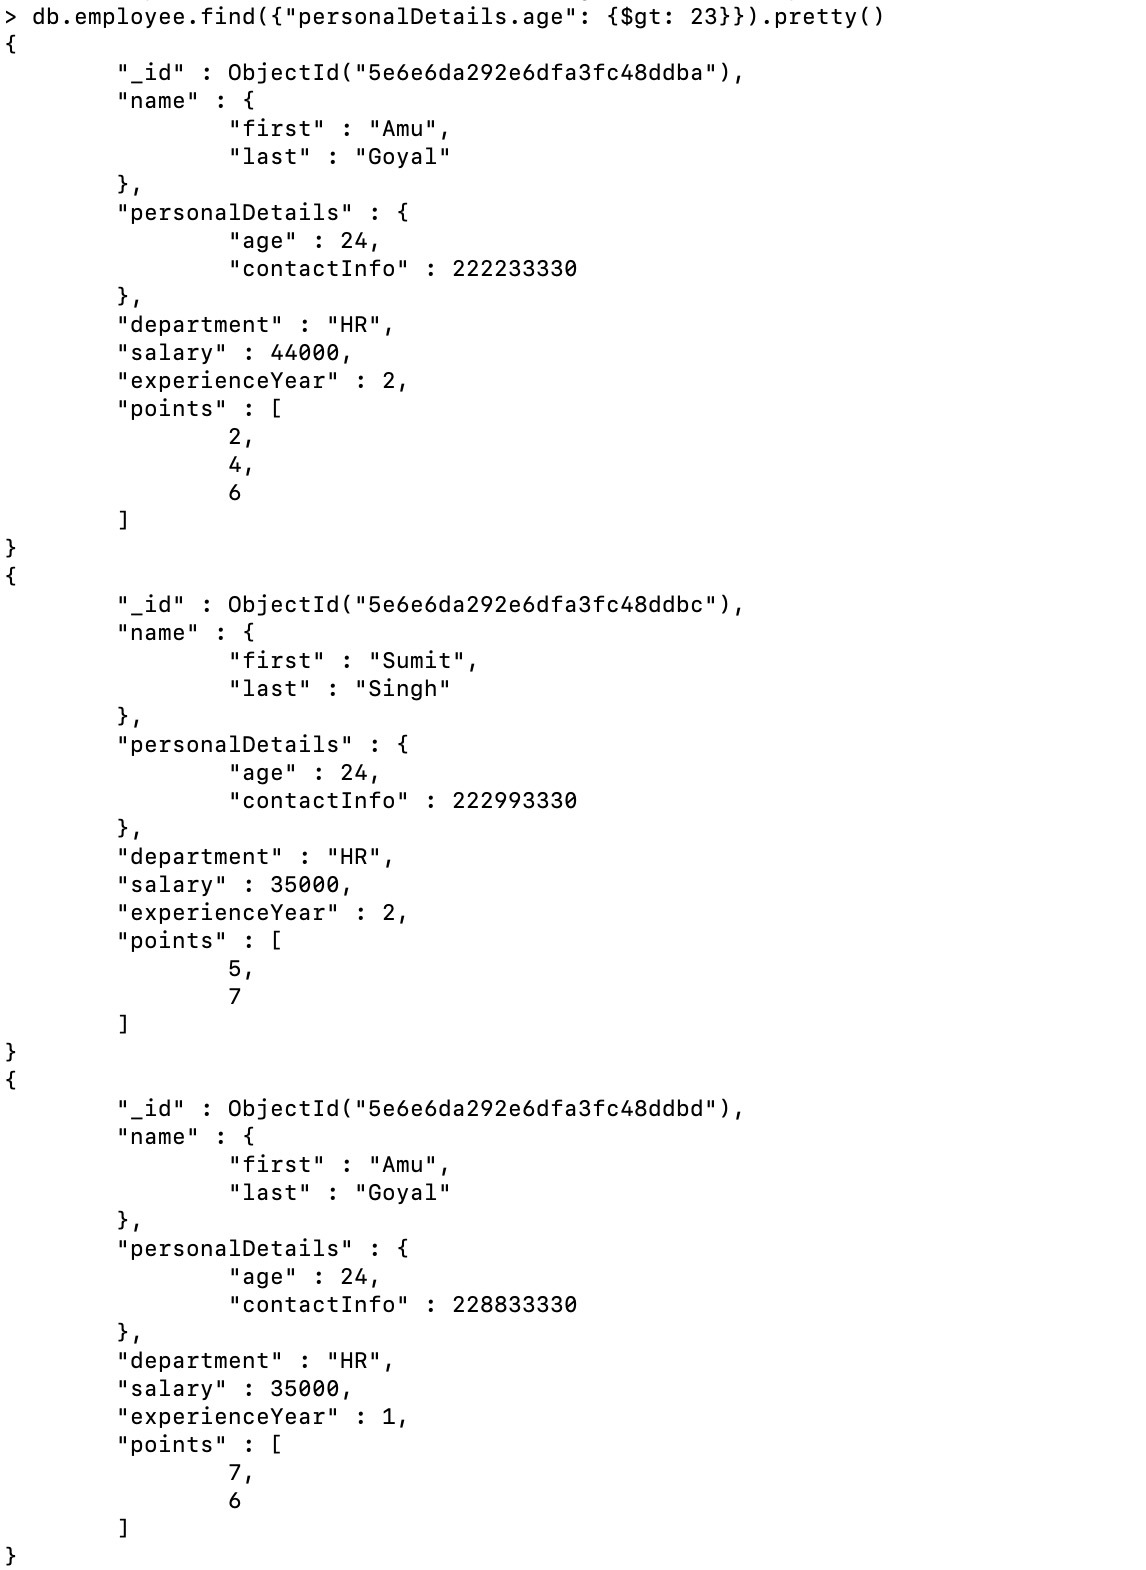 > db.employee.find({"personalDetails.age": {$gt: 23}}).pretty()
{
        "_id" : ObjectId("5e6e6da292e6dfa3fc48ddba"),
        "name" : {
                "first" : "Amu",
                "last" : "Goyal"
        },
        "personalDetails" : {
                "age" : 24,
                "contactInfo" : 222233330
        },
        "department" : "HR",
        "salary" : 44000,
        "experienceYear" : 2,
        "points" : [
                2,
                4,
                6
        ]
}
{
        "_id" : ObjectId("5e6e6da292e6dfa3fc48ddbc"),
        "name" : {
                "first" : "Sumit",
                "last" : "Singh"
        },
        "personalDetails" : {
                "age" : 24,
                "contactInfo" : 222993330
        },
        "department" : "HR",
        "salary" : 35000,
        "experienceYear" : 2,
        "points" : [
                5,
                7
        ]
}
{
        "_id" : ObjectId("5e6e6da292e6dfa3fc48ddbd"),
        "name" : {
                "first" : "Amu",
                "last" : "Goyal"
        },
        "personalDetails" : {
                "age" : 24,
                "contactInfo" : 228833330
        },
        "department" : "HR",
        "salary" : 35000,
        "experienceYear" : 1,
        "points" : [
                7,
                6
        ]
}